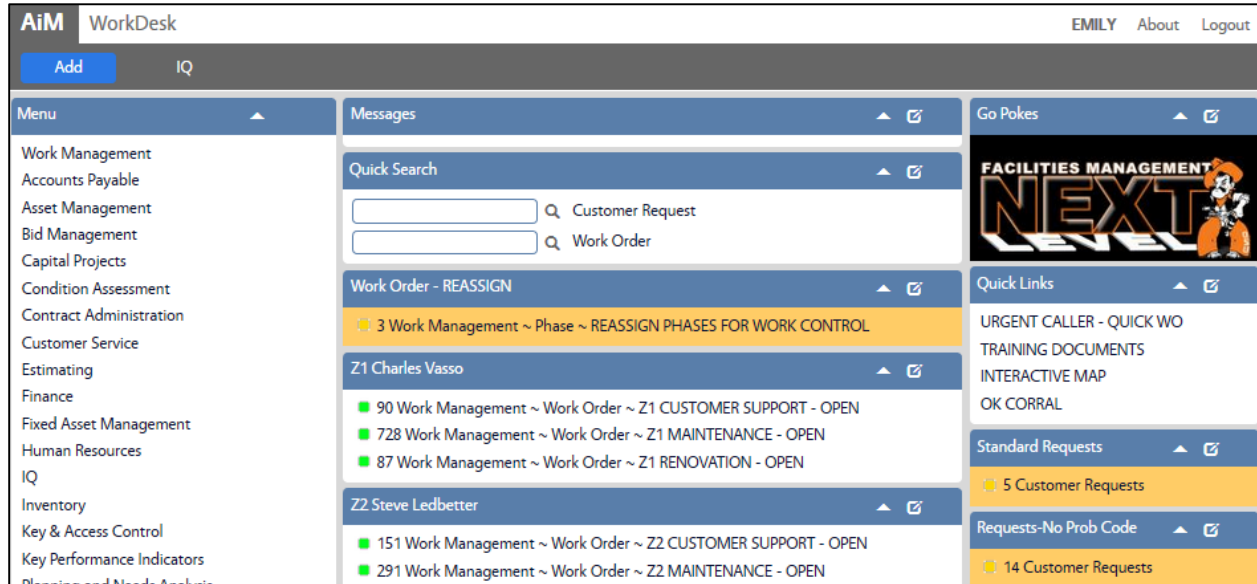 AiM WorkDesk
EMILY About Logout
Add IQ
Menu
Work Management
Accounts Payable
Asset Management
Bid Management
Capital Projects
Condition Assessment
Contract Administration
Customer Service
Estimating
Finance
Fixed Asset Management
Human Resources
IQ
Inventory
Key & Access Control
Key Performance Indicators
Planning and Needs Analysis
Messages
Quick Search
Customer Request
Work Order
Work Order - REASSIGN
3 Work Management ~ Phase ~ REASSIGN PHASES FOR WORK CONTROL
Z1 Charles Vasso
90 Work Management ~ Work Order ~ Z1 CUSTOMER SUPPORT - OPEN
728 Work Management ~ Work Order ~ Z1 MAINTENANCE - OPEN
87 Work Management ~ Work Order ~ Z1 RENOVATION - OPEN
Z2 Steve Ledbetter
151 Work Management ~ Work Order ~ Z2 CUSTOMER SUPPORT - OPEN
291 Work Management ~ Work Order ~ Z2 MAINTENANCE - OPEN
Go Pokes
FACILITIES MANAGEMENT
NEXT
LEVEL
Quick Links
URGENT CALLER - QUICK WO
TRAINING DOCUMENTS
INTERACTIVE MAP
OK CORRAL
Standard Requests
5 Customer Requests
Requests-No Prob Code
14 Customer Requests